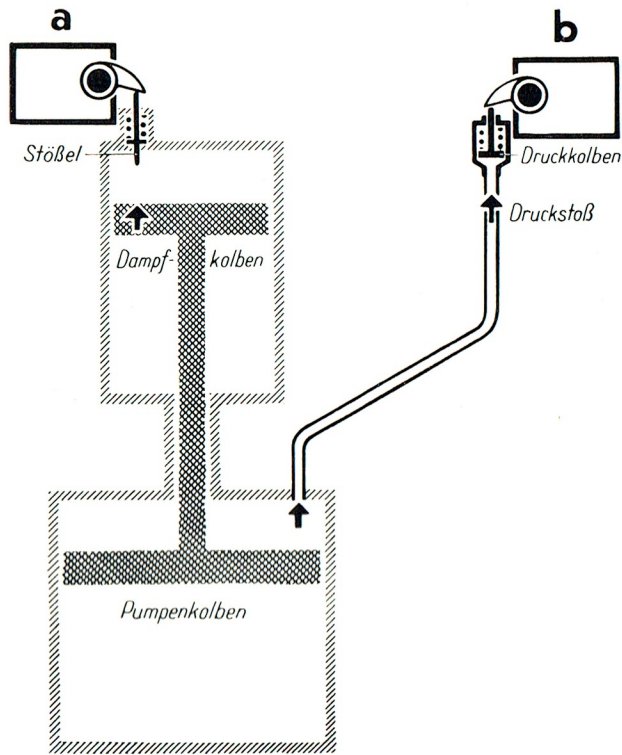 a
b
Stößel
Druckkolben
Druckstoß
Dampf- kolben
Pumpenkolben